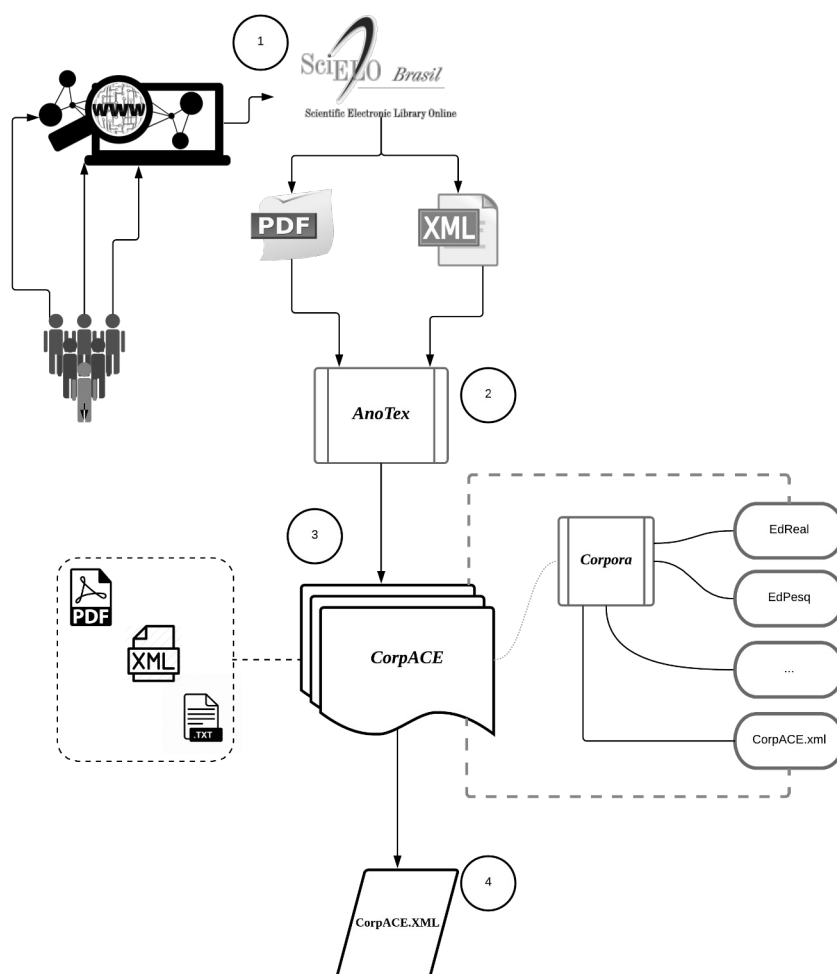 1
SciELO Brasil
Scientific Electronic Library Online
WWW
PDF
XML
AnoTex
2
3
EdReal
Corpora
EdPesq
PDF
XML
CorpACE
...
.TXT
CorpACE.xml
4
CorpACE.XML